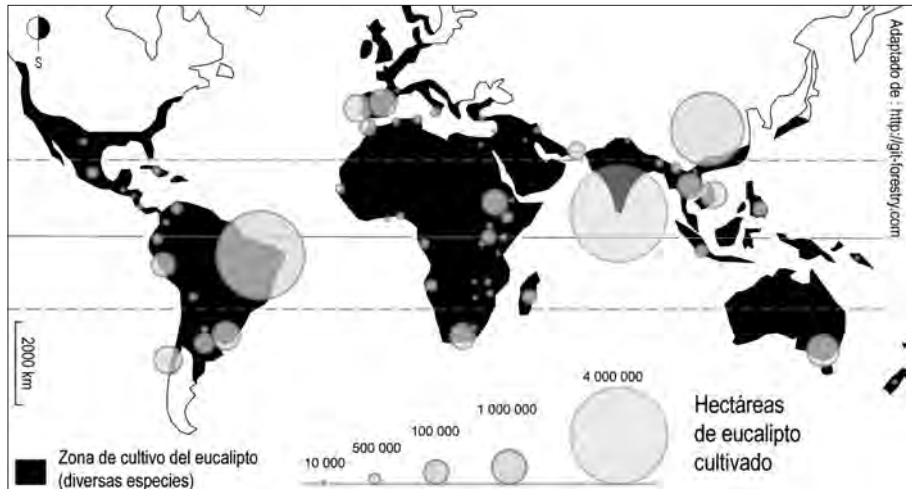 S
Adaptado de : http://git-forestry.com
2000 km
Zona de cultivo del eucalipto
(diversas especies)
10 000
500 000
100 000
1 000 000
4 000 000
Hectáreas
de eucalipto
cultivado